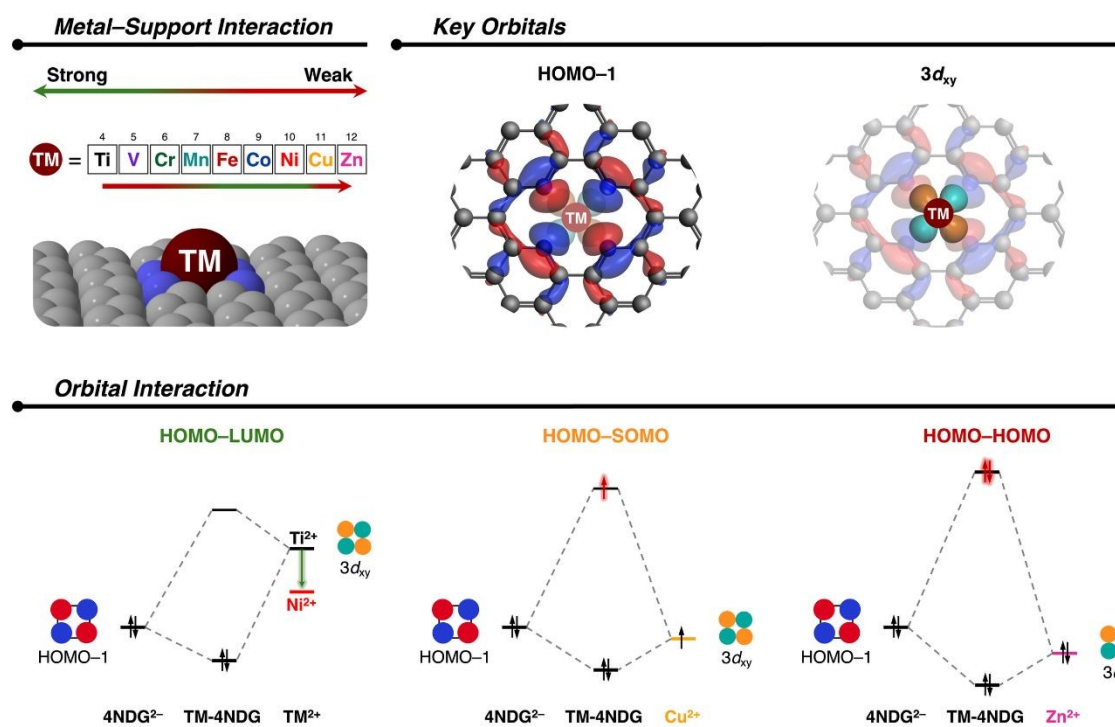 Metal–Support Interaction
Key Orbitals
Strong Weak
HOMO–1
3dxy
4 5 6 7 8 9 10 11 12
TM = Ti V Cr Mn Fe Co Ni Cu Zn
TM
TM
TM
Orbital Interaction
HOMO–LUMO
HOMO–SOMO
HOMO–HOMO
Ti2+
3dxy
Ni2+
HOMO–1
4NDG2– TM-4NDG TM2+
HOMO–1
3dxy
4NDG2– TM-4NDG Cu2+
HOMO–1
3d
4NDG2– TM-4NDG Zn2+